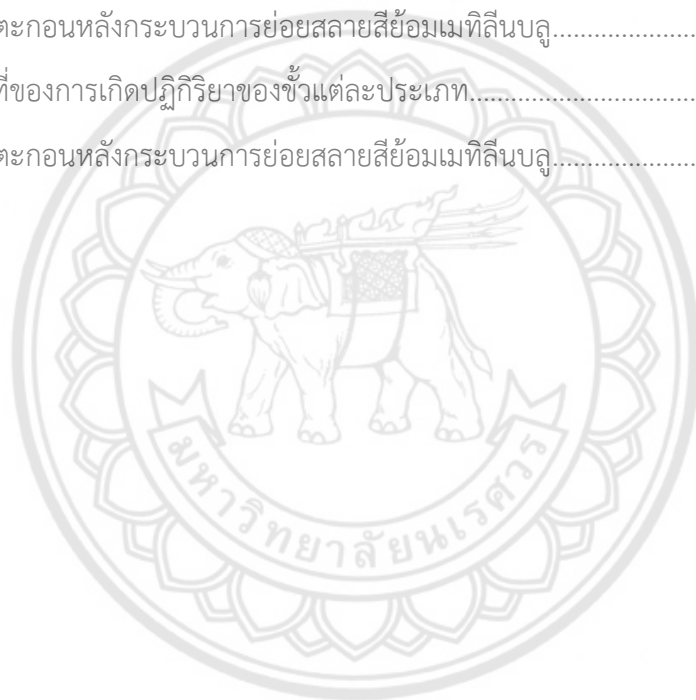 ตะกอนหลังกระบวนการย่อยสลายสีย้อมเมทิลีนบลู.....................
ที่ของการเกิดปฏิกิริยาของขั้วแต่ละประเภท.................................
ตะกอนหลังกระบวนการย่อยสลายสีย้อมเมทิลีนบลู.....................
มหาวิทยาลัยนเรศวร